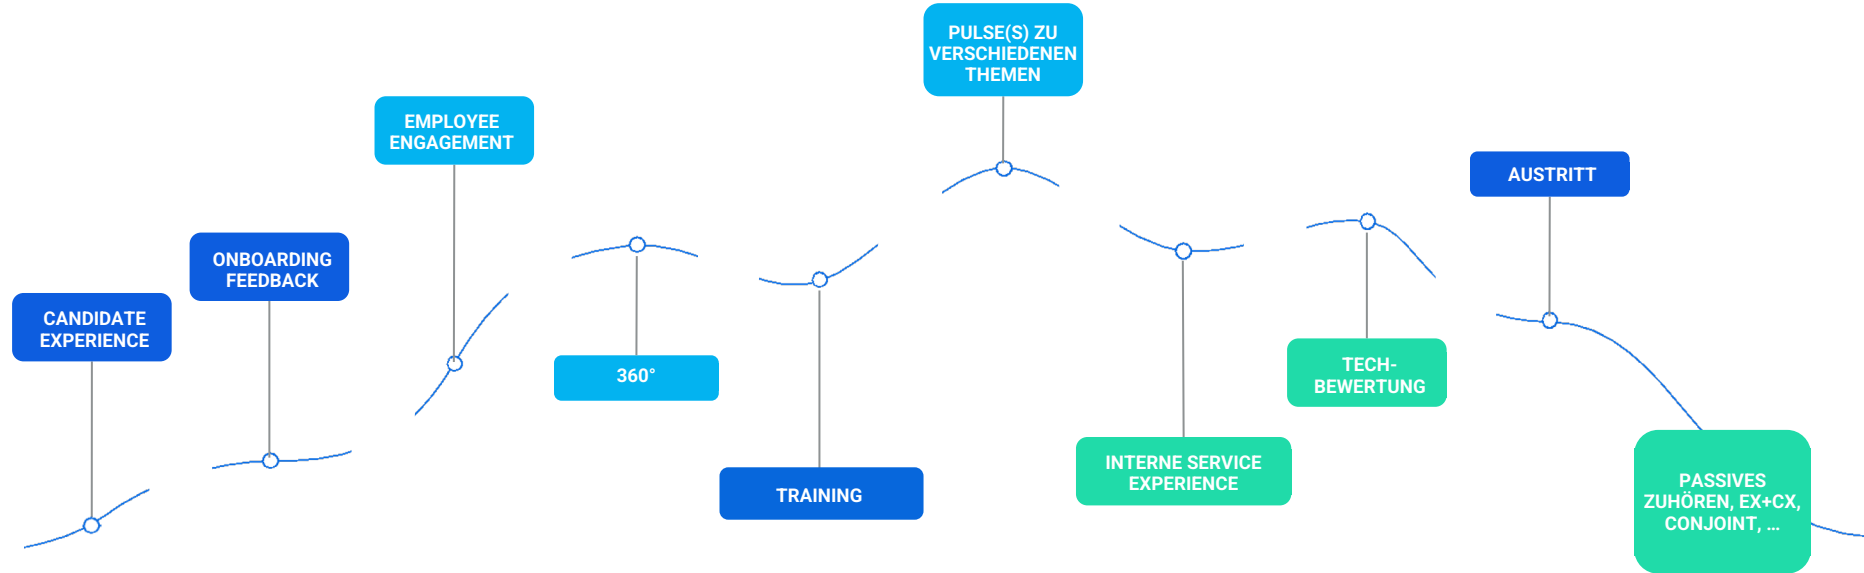 CANDIDATE
EXPERIENCE
ONBOARDING
FEEDBACK
EMPLOYEE
ENGAGEMENT
360°
TRAINING
PULSE(S) ZU
VERSCHIEDENEN
THEMEN
INTERNE SERVICE
EXPERIENCE
TECH-
BEWERTUNG
AUSTRITT
PASSIVES
ZUHÖREN, EX+CX,
CONJOINT, ...